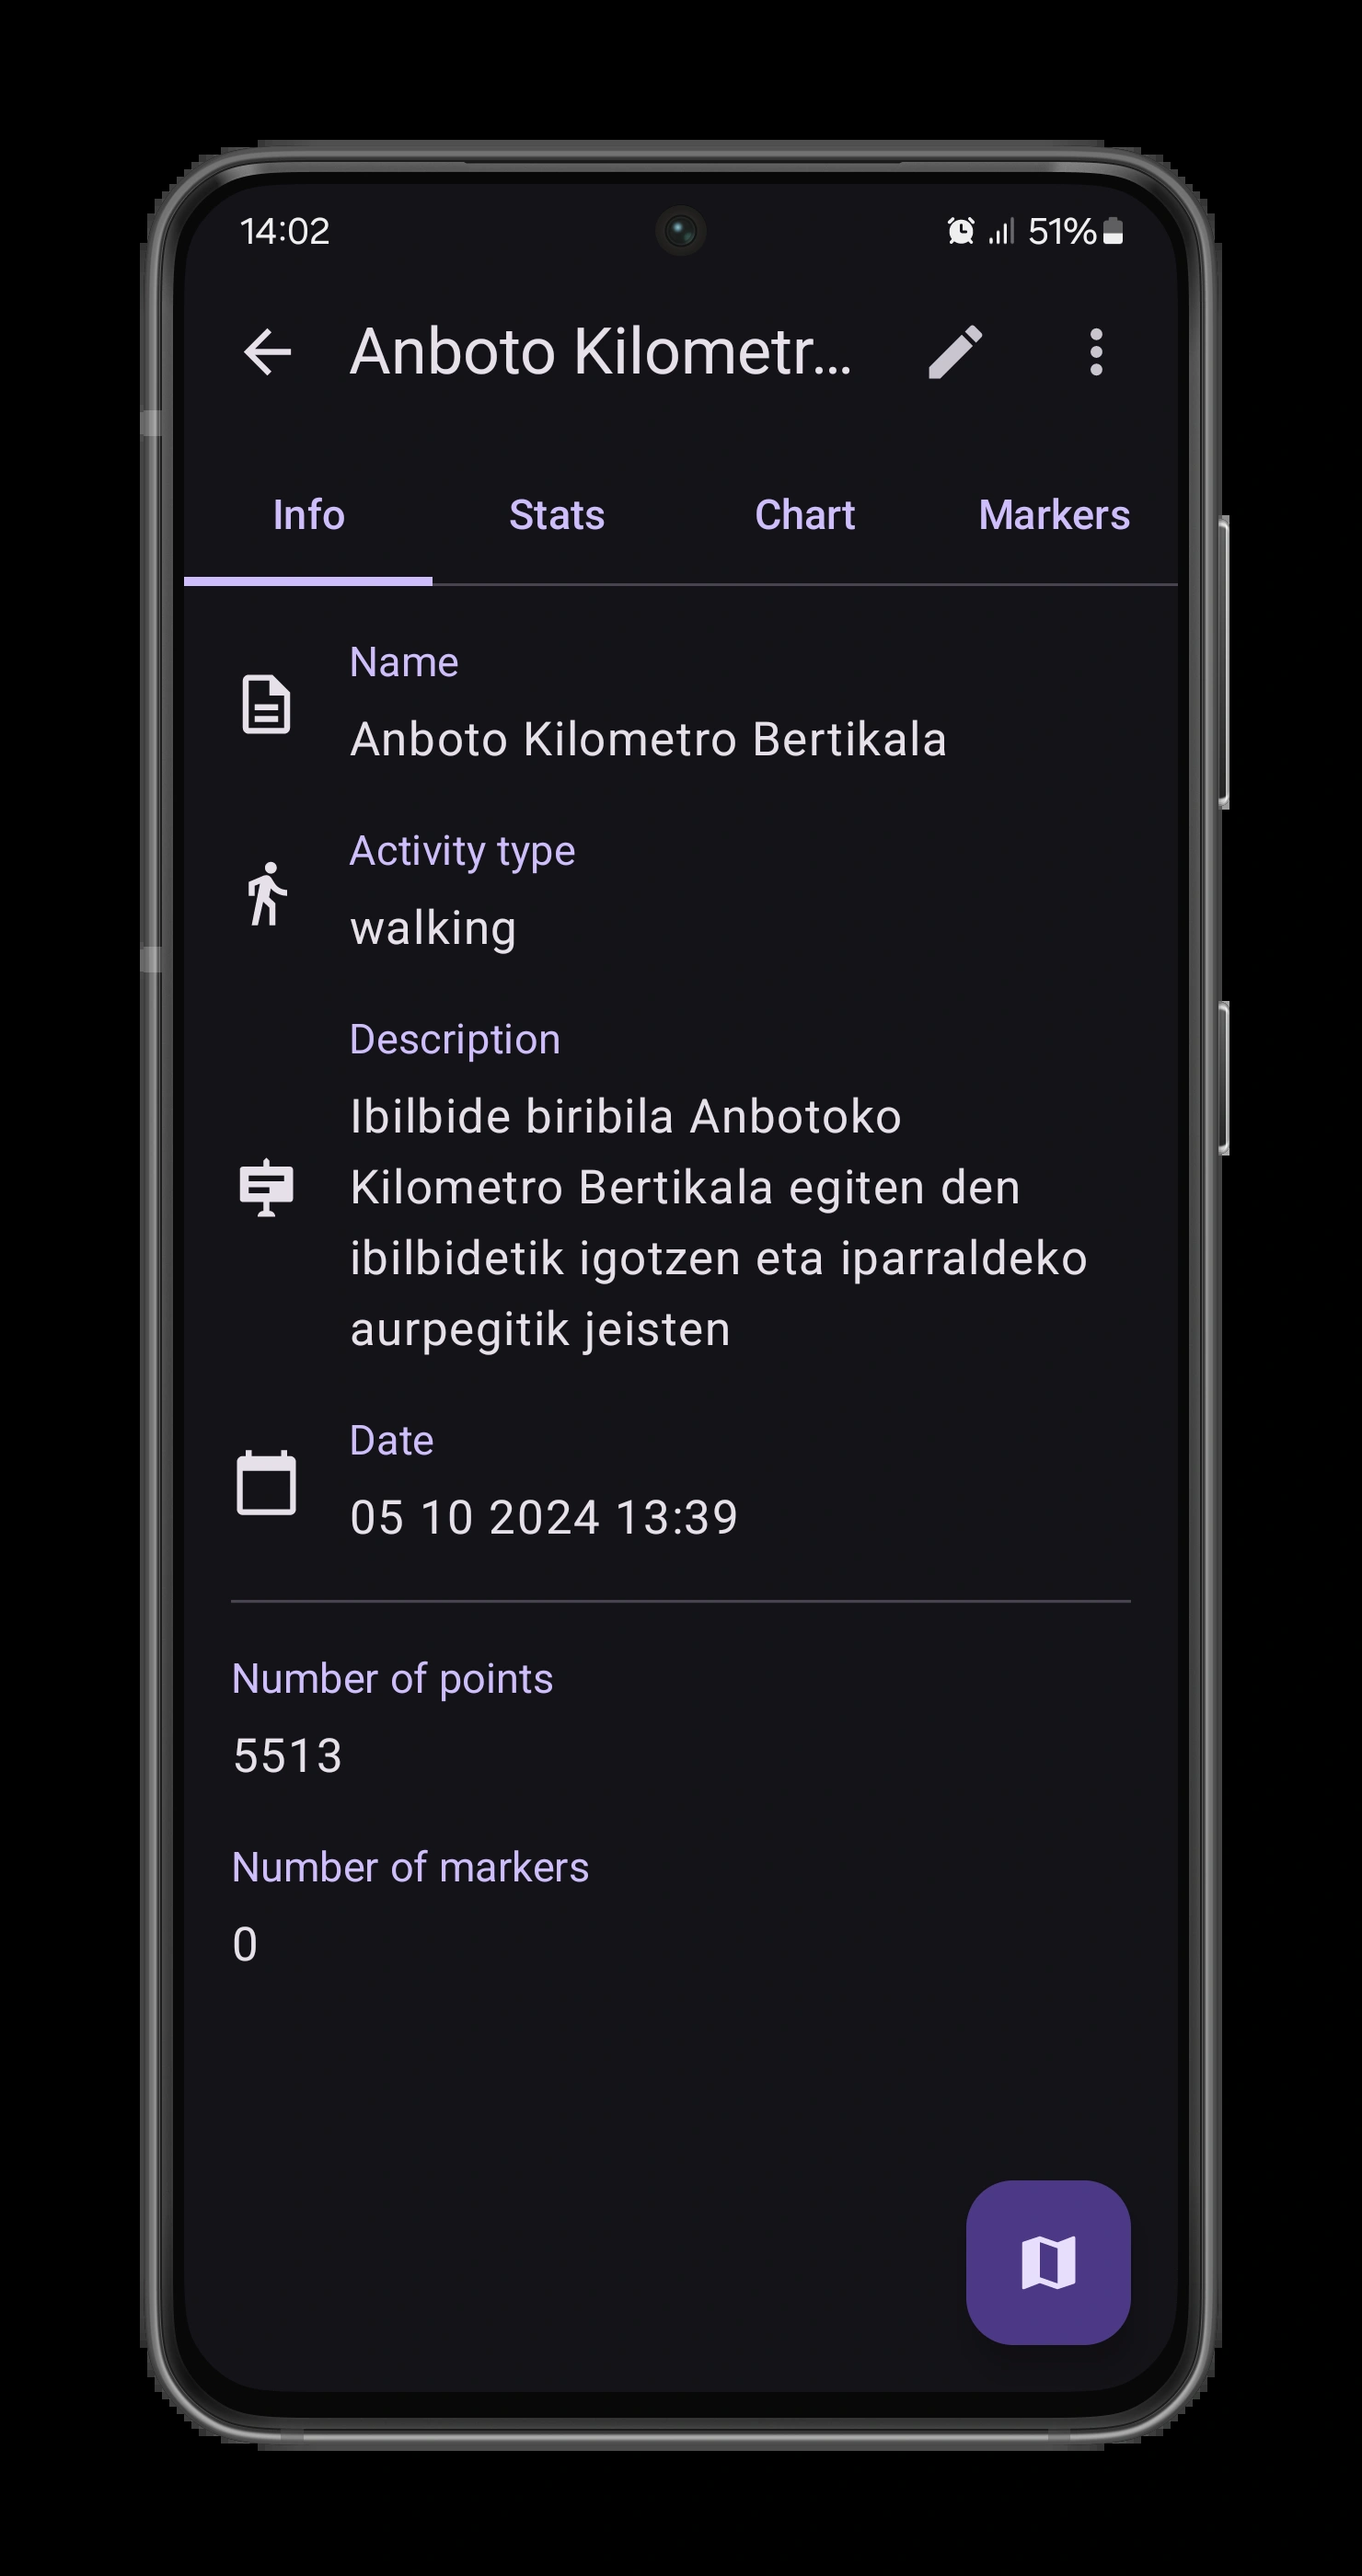 14:02
51%
Anboto Kilometr...
Info
Stats
Chart
Markers
Name
Anboto Kilometro Bertikala
Activity type
walking
Description
Ibilbide biribila Anbotoko
Kilometro Bertikala egiten den
ibilbidetik igotzen eta iparraldeko
aurpegitik jeisten
Date
05 10 2024 13:39
Number of points
5513
Number of markers
0